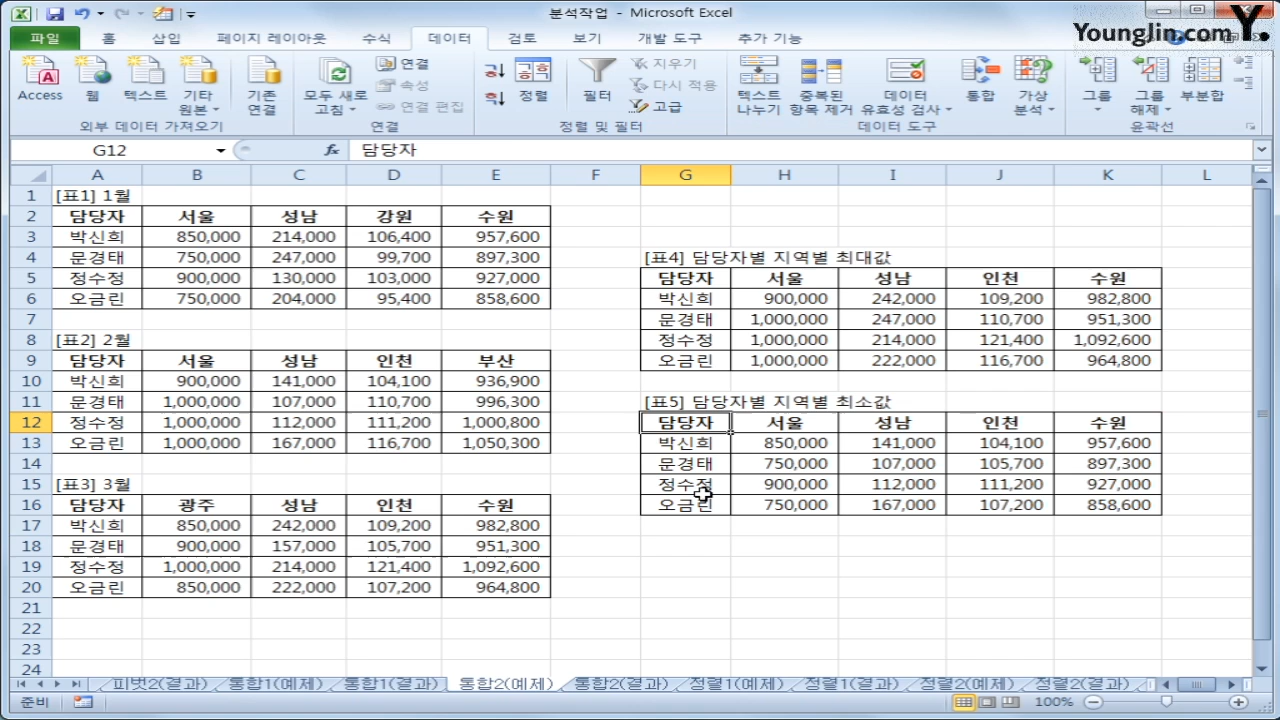 분석작업 - Microsoft Excel
YoungJin.com Y.
파일 홈 삽입 페이지 레이아웃 수식 데이터 검토 보기 개발 도구 추가 기능
Access 웹 텍스트 기타 원본 기존 연결 모두 새로 고침 연결 속성 연결 편집 정렬 필터 지우기 다시 적용 고급 텍스트 나누기 중복된 항목 제거 데이터 유효성 검사 통합 가상 분석 그룹 그룹 해제 부분합
외부 데이터 가져오기 연결 정렬 및 필터 데이터 도구 윤곽선
G12 fx 담당자
A B C D E F G H I J K L
1 [표1] 1월
2 담당자 서울 성남 강원 수원
3 박신희 850,000 214,000 106,400 957,600
4 문경태 750,000 247,000 99,700 897,300 [표4] 담당자별 지역별 최대값
5 정수정 900,000 130,000 103,000 927,000 담당자 서울 성남 인천 수원
6 오금린 750,000 204,000 95,400 858,600 박신희 900,000 242,000 109,200 982,800
7 문경태 1,000,000 247,000 110,700 951,300
8 [표2] 2월 정수정 1,000,000 214,000 121,400 1,092,600
9 담당자 서울 성남 인천 부산 오금린 1,000,000 222,000 116,700 964,800
10 박신희 900,000 141,000 104,100 936,900
11 문경태 1,000,000 107,000 110,700 996,300 [표5] 담당자별 지역별 최소값
12 정수정 1,000,000 112,000 111,200 1,000,800 담당자 서울 성남 인천 수원
13 오금린 1,000,000 167,000 116,700 1,050,300 박신희 850,000 141,000 104,100 957,600
14 문경태 750,000 107,000 105,700 897,300
15 [표3] 3월 정수정 900,000 112,000 111,200 927,000
16 담당자 광주 성남 인천 수원 오금린 750,000 167,000 107,200 858,600
17 박신희 850,000 242,000 109,200 982,800
18 문경태 900,000 157,000 105,700 951,300
19 정수정 1,000,000 214,000 121,400 1,092,600
20 오금린 850,000 222,000 107,200 964,800
21
22
23
24
피벗2(결과) 통합1(예제) 통합1(결과) 통합2(예제) 통합2(결과) 정렬1(예제) 정렬1(결과) 정렬2(예제) 정렬2(결과)
준비 100%